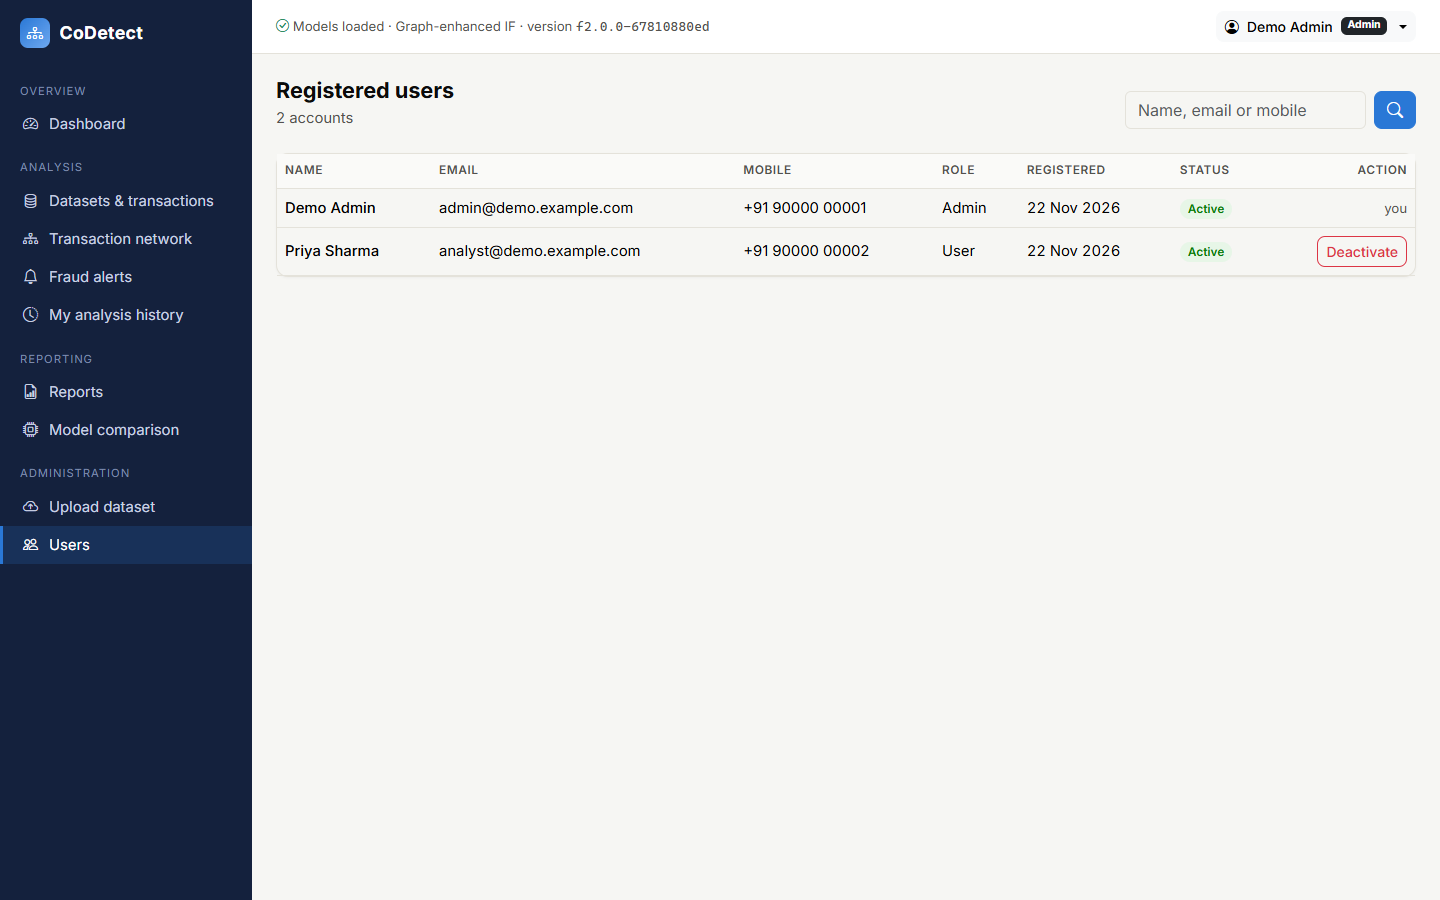 CoDetect
OVERVIEW
Dashboard
ANALYSIS
Datasets & transactions
Transaction network
Fraud alerts
My analysis history
REPORTING
Reports
Model comparison
ADMINISTRATION
Upload dataset
Users
Models loaded · Graph-enhanced IF · version f2.0.0-67810880ed
Demo Admin Admin
Registered users
2 accounts
Name, email or mobile
NAME EMAIL MOBILE ROLE REGISTERED STATUS ACTION
Demo Admin admin@demo.example.com +91 90000 00001 Admin 22 Nov 2026 Active you
Priya Sharma analyst@demo.example.com +91 90000 00002 User 22 Nov 2026 Active Deactivate